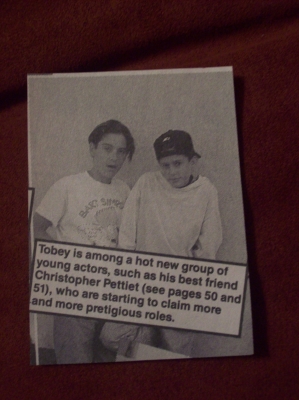 Tobey is among a hot new group of
young actors, such as his best friend
Christopher Pettiet (see pages 50 and
51), who are starting to claim more
and more pretigious roles.